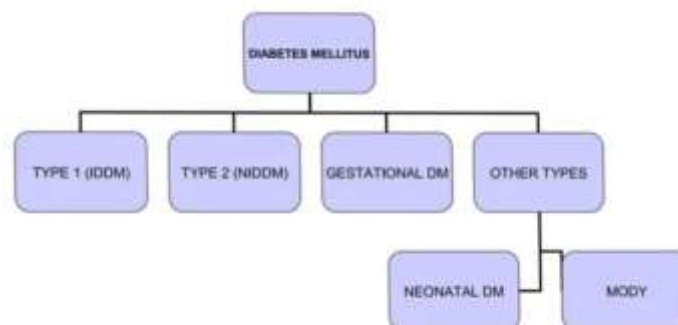 DIABETES MELLITUS
TYPE 1 (IDDM)
TYPE 2 (NIDDM)
GESTATIONAL DM
OTHER TYPES
NEONATAL DM
MODY